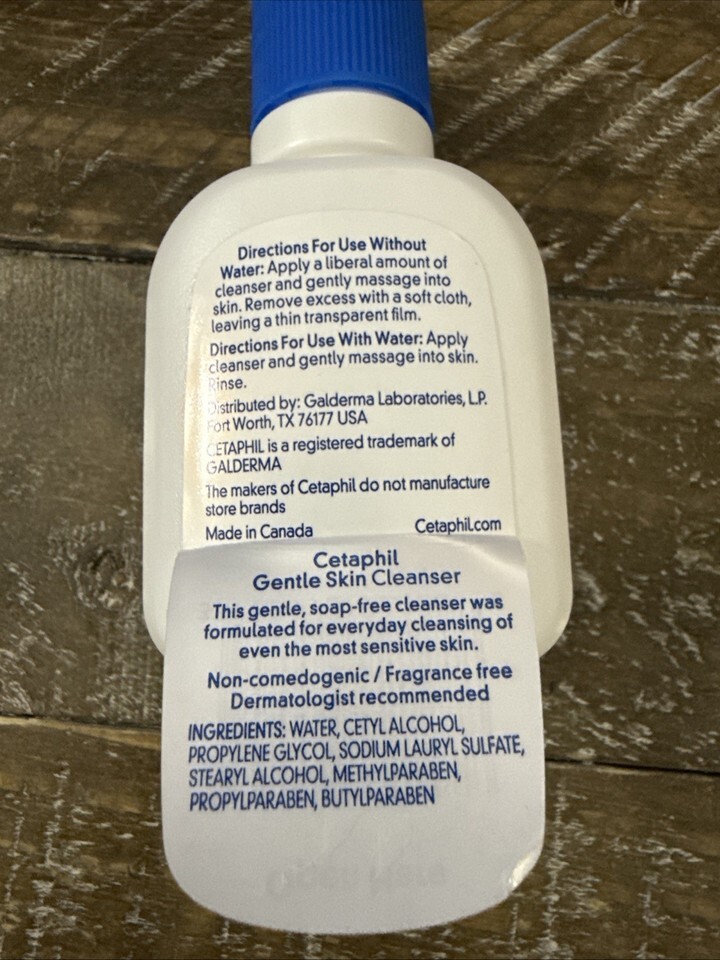 Directions For Use Without
Water: Apply a liberal amount of
cleanser and gently massage into
skin. Remove excess with a soft cloth,
leaving a thin transparent film.
Directions For Use With Water: Apply
cleanser and gently massage into skin.
Rinse.
Distributed by: Galderma Laboratories, L.P.
Fort Worth, TX 76177 USA
CETAPHIL is a registered trademark of
GALDERMA
The makers of Cetaphil do not manufacture
store brands
Made in Canada Cetaphil.com
Cetaphil
Gentle Skin Cleanser
This gentle, soap-free cleanser was
formulated for everyday cleansing of
even the most sensitive skin.
Non-comedogenic / Fragrance free
Dermatologist recommended
INGREDIENTS: WATER, CETYL ALCOHOL,
PROPYLENE GLYCOL, SODIUM LAURYL SULFATE,
STEARYL ALCOHOL, METHYLPARABEN,
PROPYLPARABEN, BUTYLPARABEN